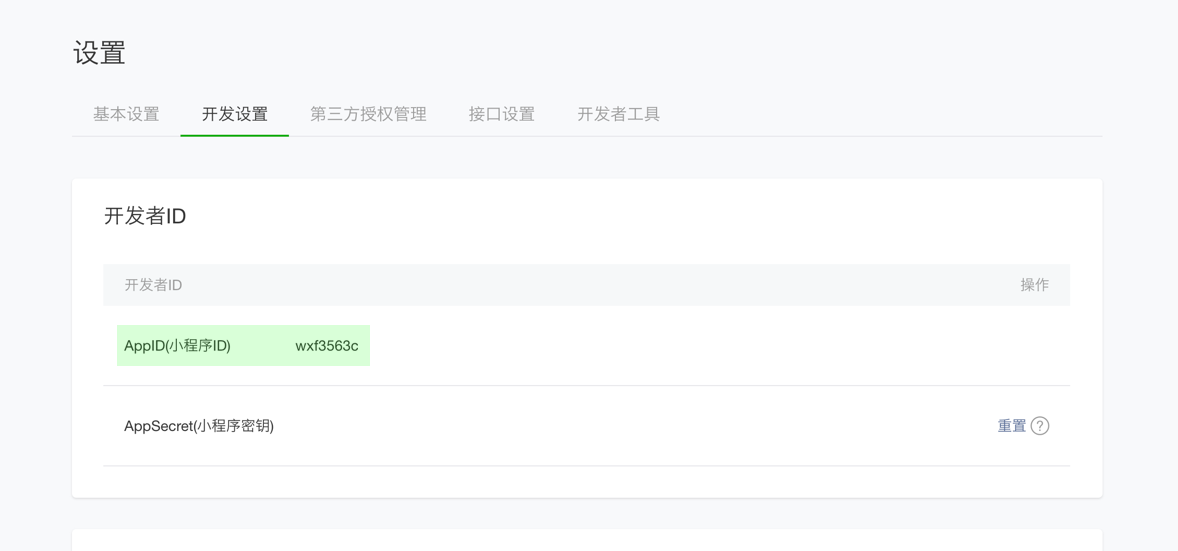 设置
基本设置 开发设置 第三方授权管理 接口设置 开发者工具
开发者ID
开发者ID 操作
AppID(小程序ID) wxf3563c
AppSecret(小程序密钥) 重置 ?